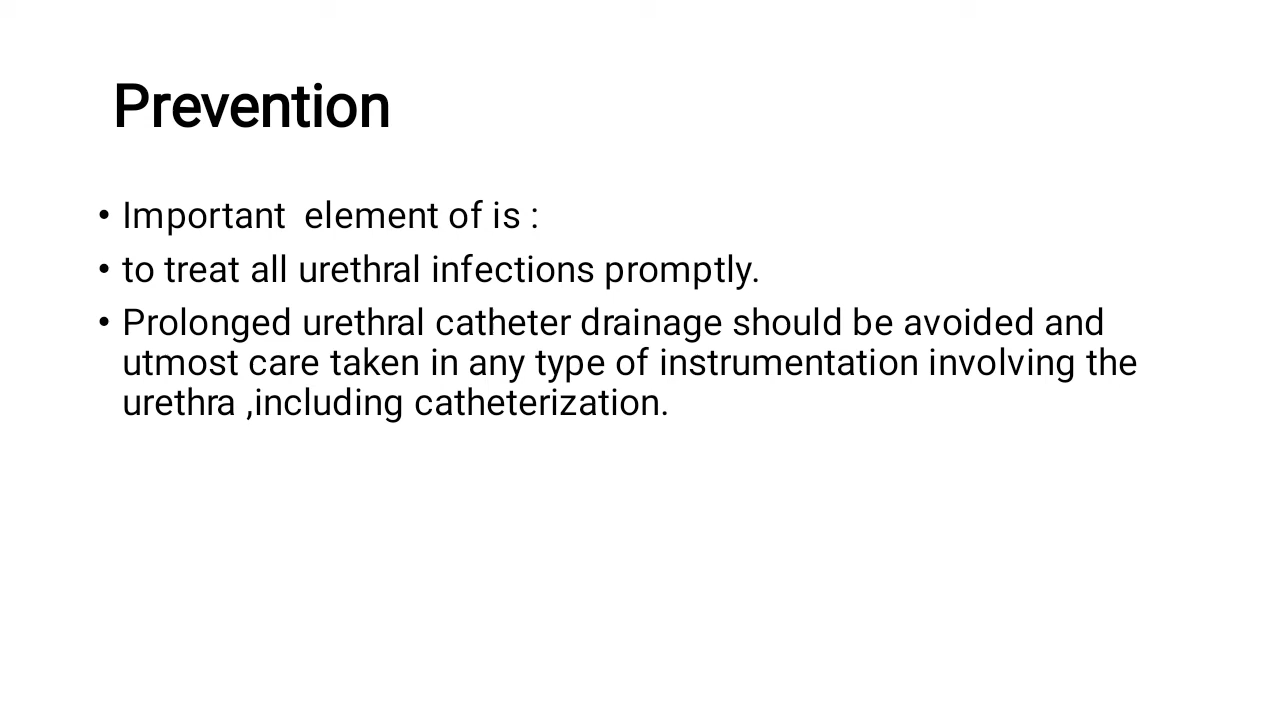 Prevention
• Important  element of is :
• to treat all urethral infections promptly.
• Prolonged urethral catheter drainage should be avoided and
utmost care taken in any type of instrumentation involving the
urethra ,including catheterization.